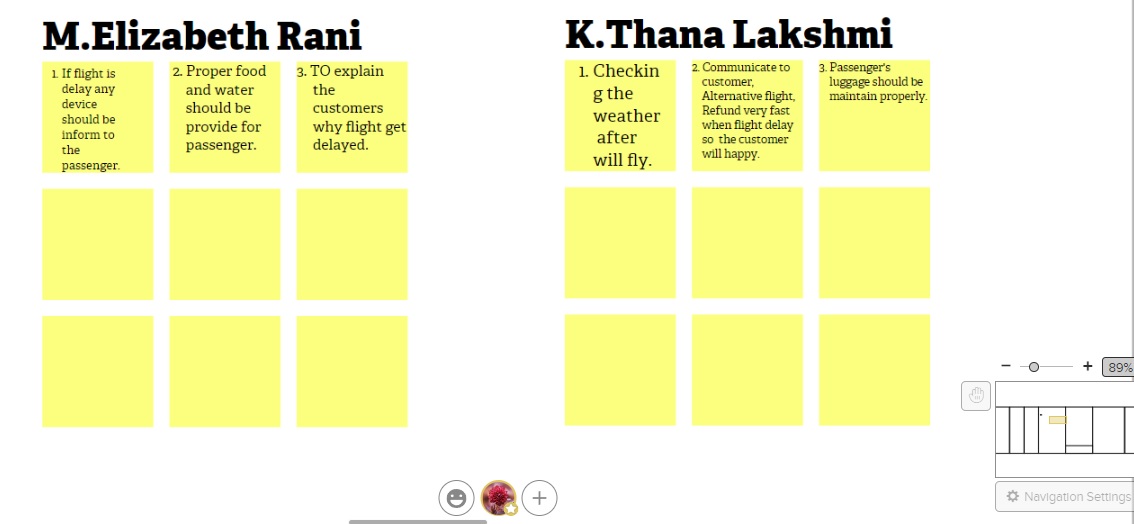 M.Elizabeth Rani
1. If flight is
delay any
device
should be
inform to
the
passenger.
2. Proper food
and water
should be
provide for
passenger.
3. TO explain
the
customers
why flight get
delayed.
K.Thana Lakshmi
1. Checkin
g the
weather
after
will fly.
2. Communicate to
customer,
Alternative flight,
Refund very fast
when flight delay
so the customer
will happy.
3. Passenger's
luggage should be
maintain properly.
89%
Navigation Settings